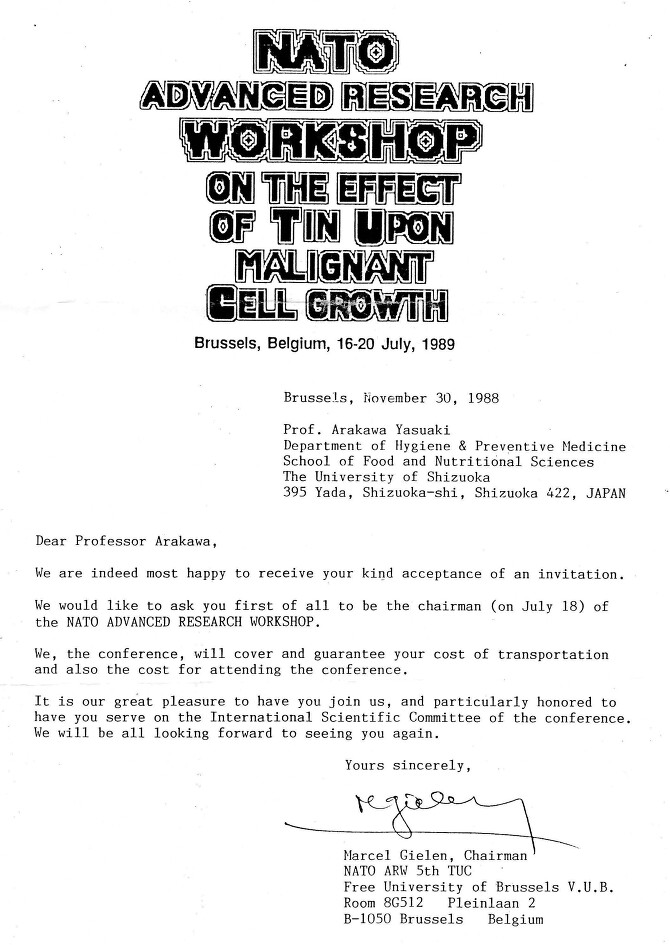 NATO
ADVANCED RESEARCH
WORKSHOP
ON THE EFFECT
OF TIN UPON
MALIGNANT
CELL GROWTH
Brussels, Belgium, 16-20 July, 1989
Brussels, November 30, 1988
Prof. Arakawa Yasuaki
Department of Hygiene & Preventive Medicine
School of Food and Nutritional Sciences
The University of Shizuoka
395 Yada, Shizuoka-shi, Shizuoka 422, JAPAN
Dear Professor Arakawa,
We are indeed most happy to receive your kind acceptance of an invitation.
We would like to ask you first of all to be the chairman (on July 18) of
the NATO ADVANCED RESEARCH WORKSHOP.
We, the conference, will cover and guarantee your cost of transportation
and also the cost for attending the conference.
It is our great pleasure to have you join us, and particularly honored to
have you serve on the International Scientific Committee of the conference.
We will be all looking forward to seeing you again.
Yours sincerely,
MGielen
Marcel Gielen, Chairman
NATO ARW 5th TUC
Free University of Brussels V.U.B.
Room 8G512 Pleinlaan 2
B-1050 Brussels Belgium